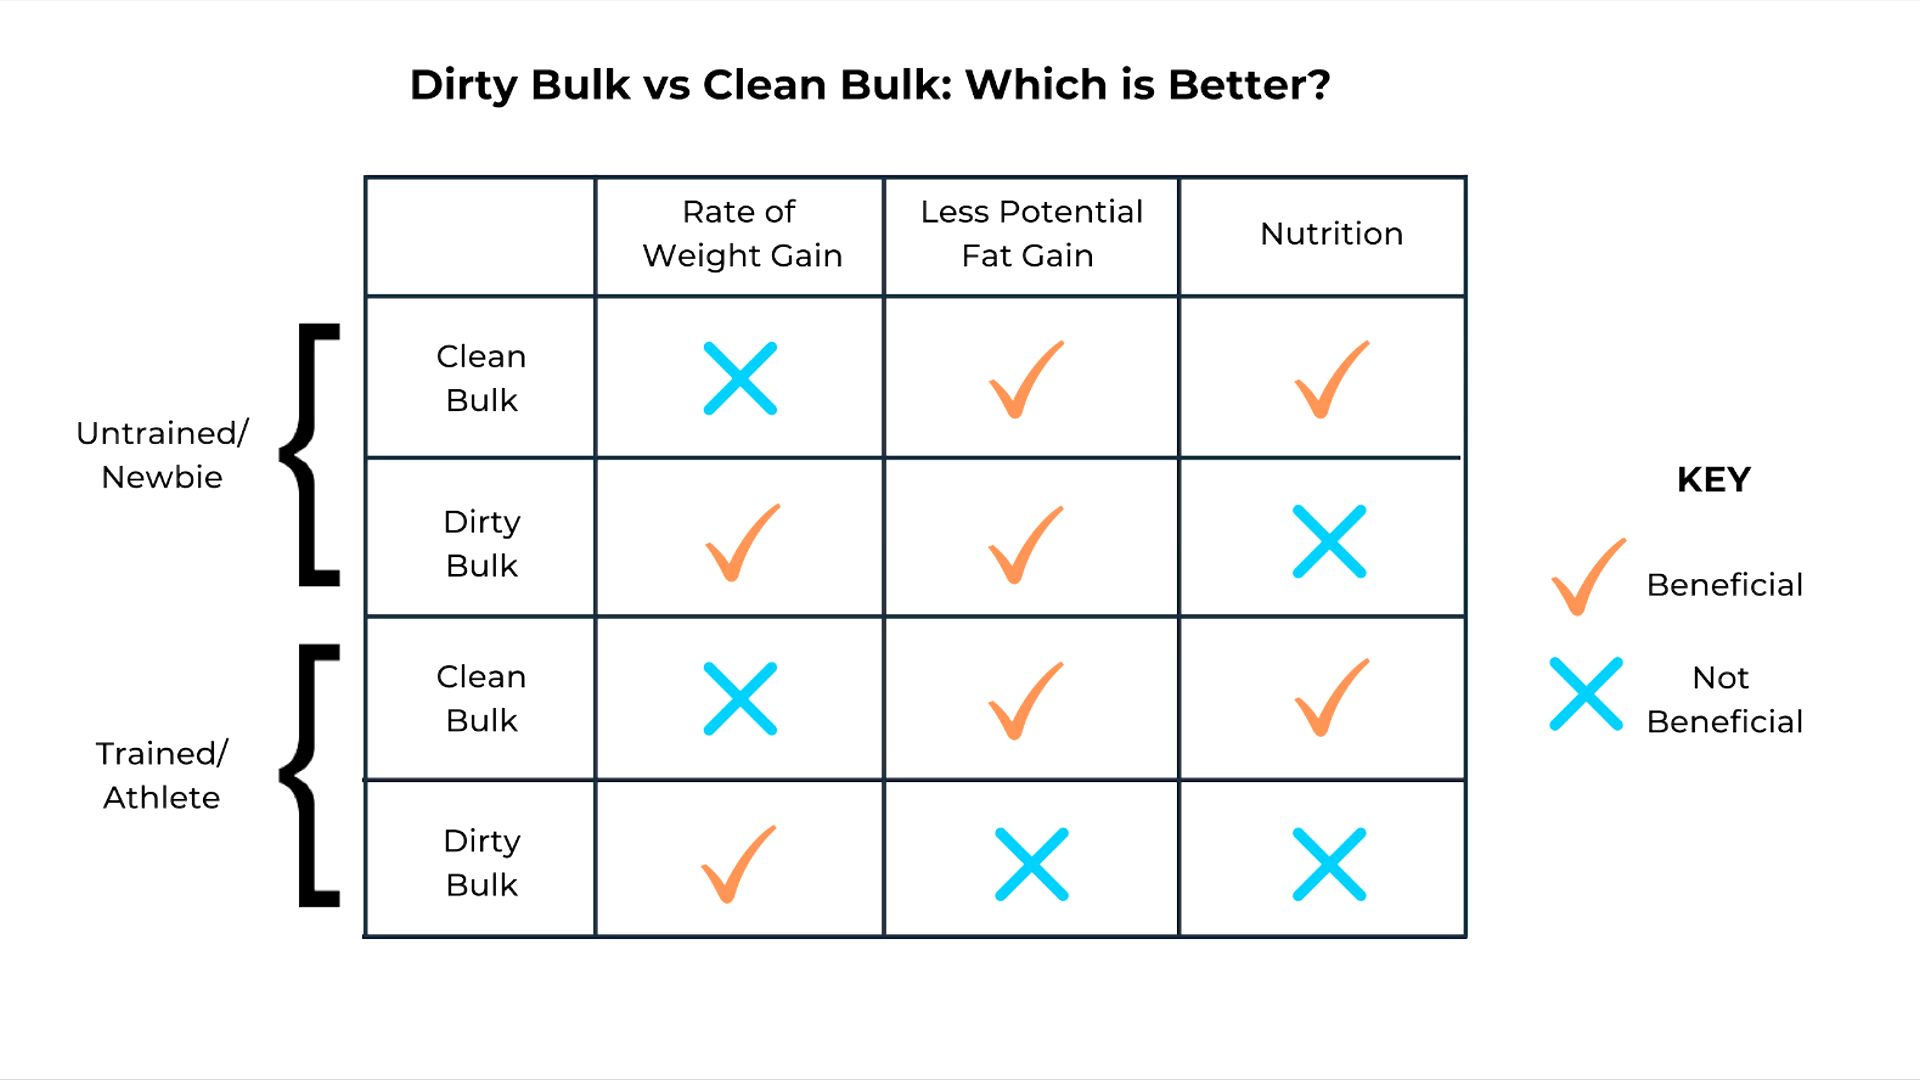 Dirty Bulk vs Clean Bulk: Which is Better?
Rate of
Weight Gain
Less Potential
Fat Gain
Nutrition
Untrained/
Newbie
Clean
Bulk
Dirty
Bulk
Trained/
Athlete
Clean
Bulk
Dirty
Bulk
KEY
Beneficial
Not
Beneficial